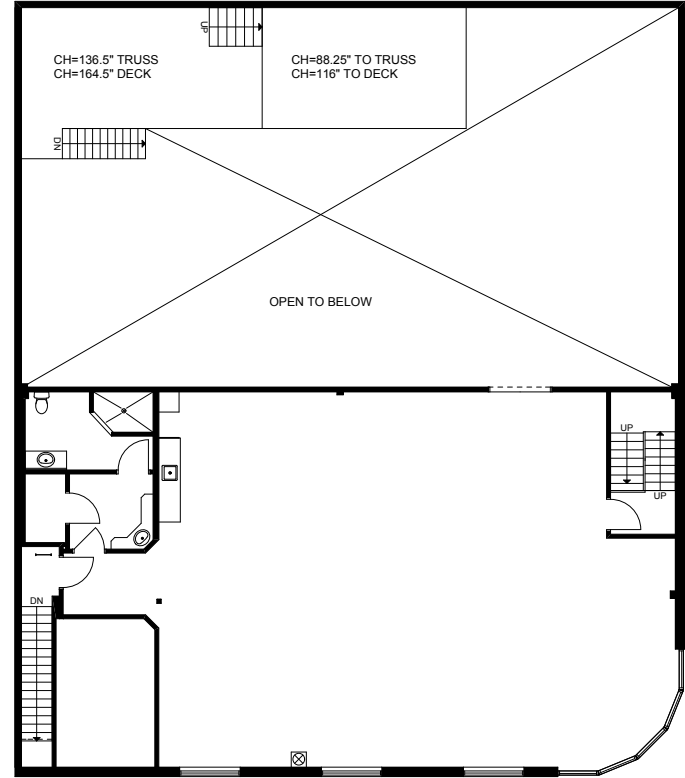 UP
CH=136.5" TRUSS
CH=164.5" DECK
CH=88.25" TO TRUSS
CH=116" TO DECK
DN
OPEN TO BELOW
UP
UP
DN